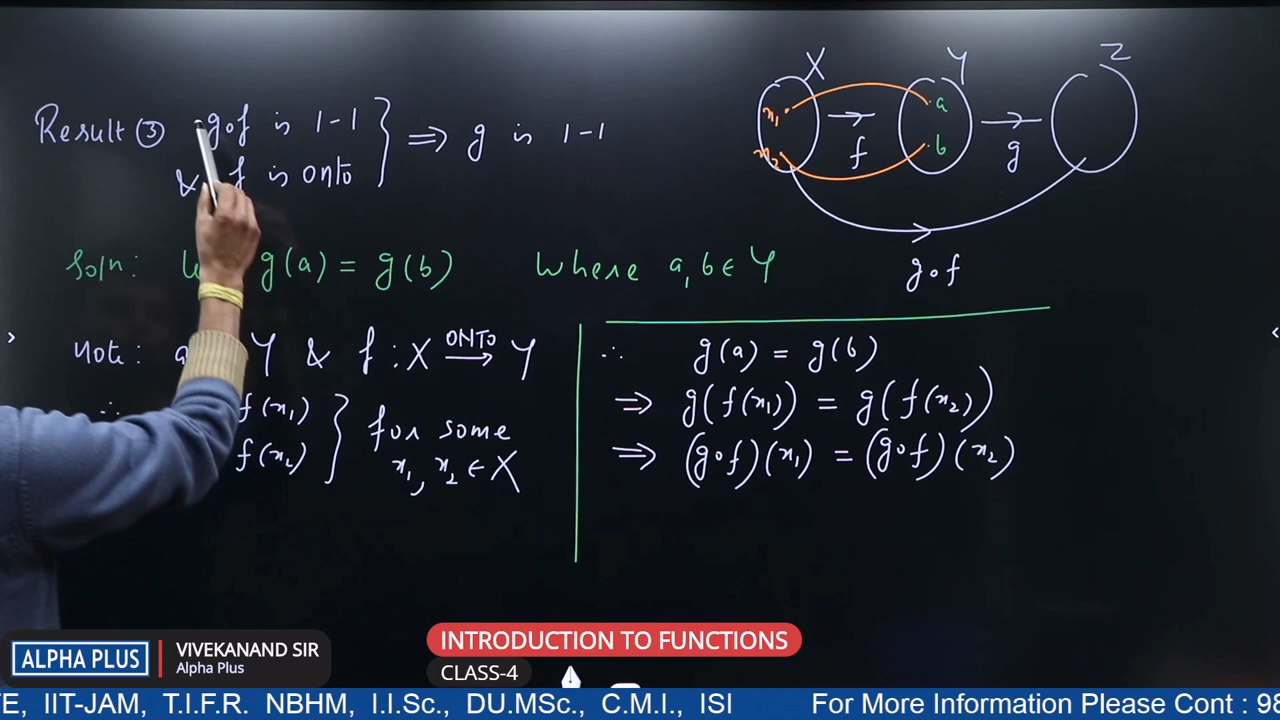 X Y Z
Result ③ gof is 1-1 } ⇒ g is 1-1
& f is onto
x₁ a
x₂ b
f g
g∘f
Soln: g(a) = g(b) where a, b ∈ Y
Note: a Y & f : X ONTO→ Y
∴ f(x₁) } for some
f(x₂) x₁, x₂ ∈ X
∴ g(a) = g(b)
⇒ g(f(x₁)) = g(f(x₂))
⇒ (g∘f)(x₁) = (g∘f)(x₂)
ALPHA PLUS
VIVEKANAND SIR
Alpha Plus
INTRODUCTION TO FUNCTIONS
CLASS-4
IIT-JAM, T.I.F.R. NBHM, I.I.Sc., DU.MSc., C.M.I., ISI For More Information Please Cont : 98